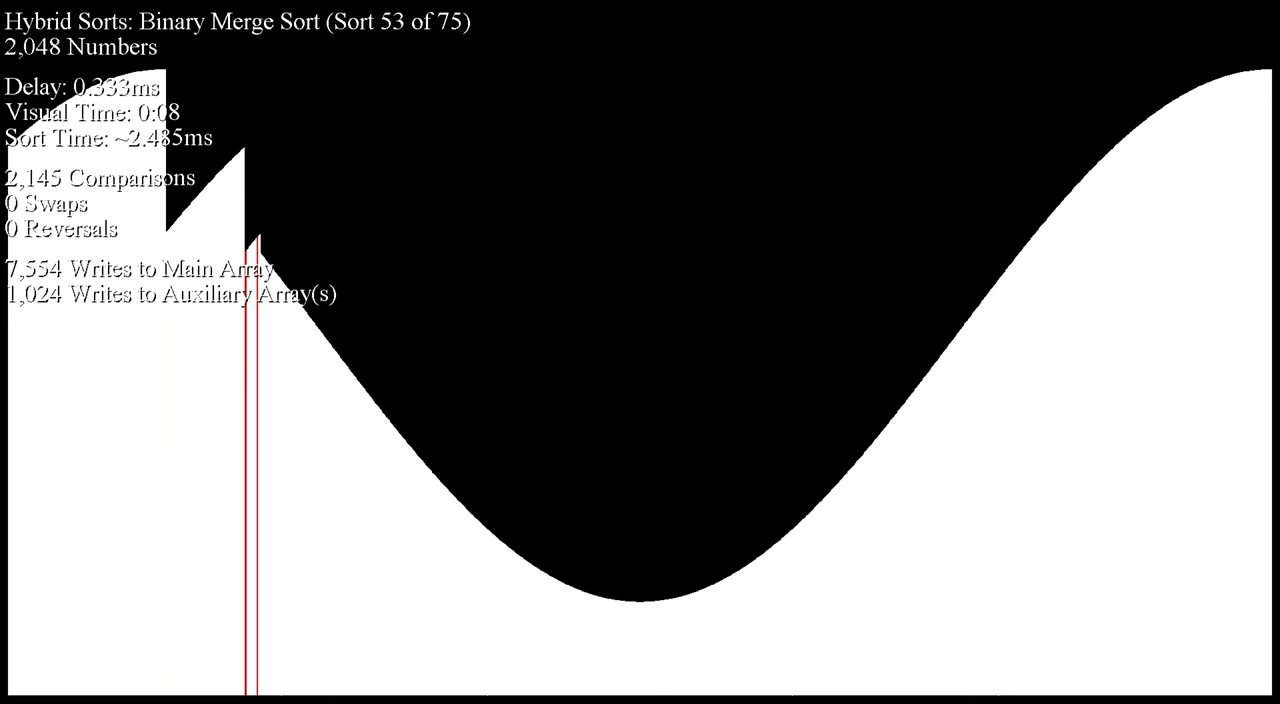 Hybrid Sorts: Binary Merge Sort (Sort 53 of 75)
2,048 Numbers
Delay: 0.333ms
Visual Time: 0:08
Sort Time: ~2.485ms
2,145 Comparisons
0 Swaps
0 Reversals
7,554 Writes to Main Array
1,024 Writes to Auxiliary Array(s)